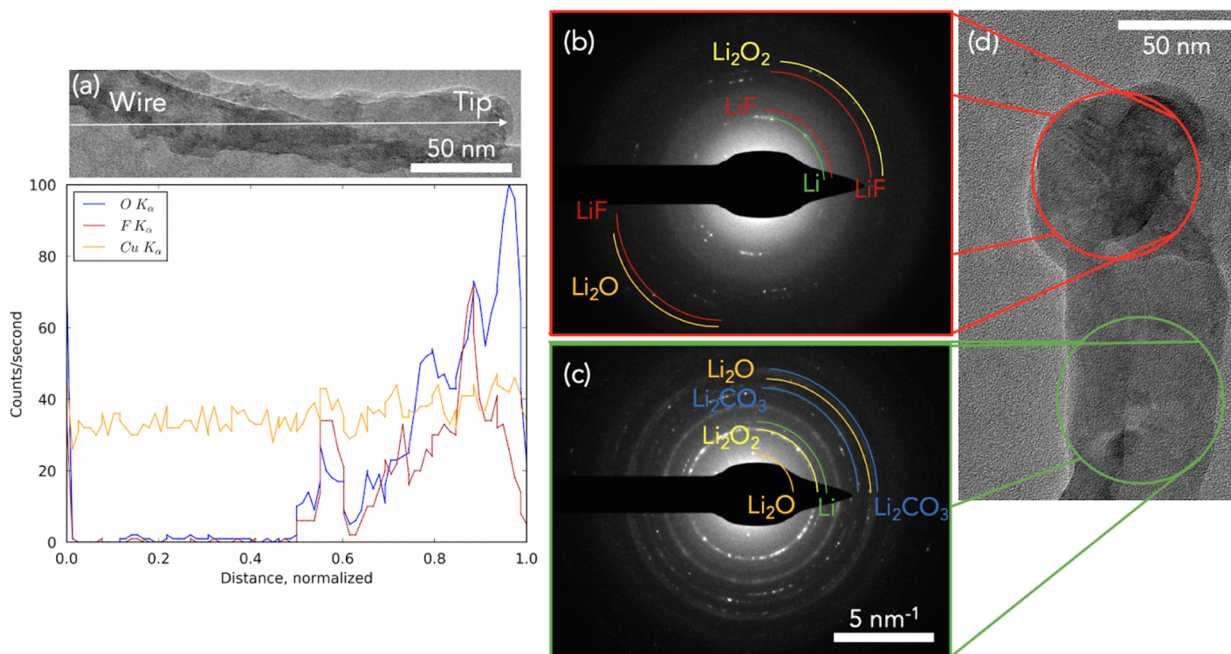 (a)
Wire
Tip
50 nm
100
80
60
40
20
0
Counts/second
O Kα
F Kα
Cu Kα
0.0
0.2
0.4
0.6
0.8
1.0
Distance, normalized
(b)
Li2O2
LiF
Li
LiF
LiF
Li2O
(c)
Li2O
Li2CO3
Li2O2
Li2O
Li
Li2CO3
5 nm-1
(d)
50 nm